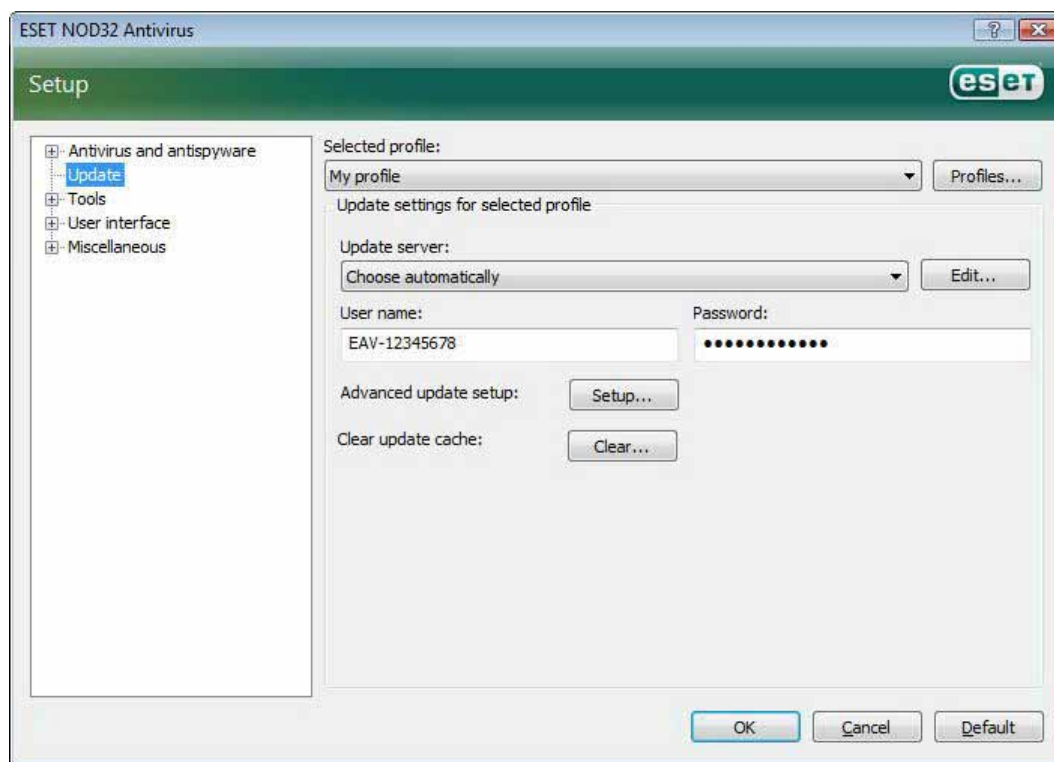 ESET NOD32 Antivirus
Setup
eseT
Antivirus and antispyware
Update
Tools
User interface
Miscellaneous
Selected profile:
My profile
Profiles...
Update settings for selected profile
Update server:
Choose automatically
Edit...
User name:
Password:
EAV-12345678
••••••••••••
Advanced update setup:
Setup...
Clear update cache:
Clear...
OK
Cancel
Default